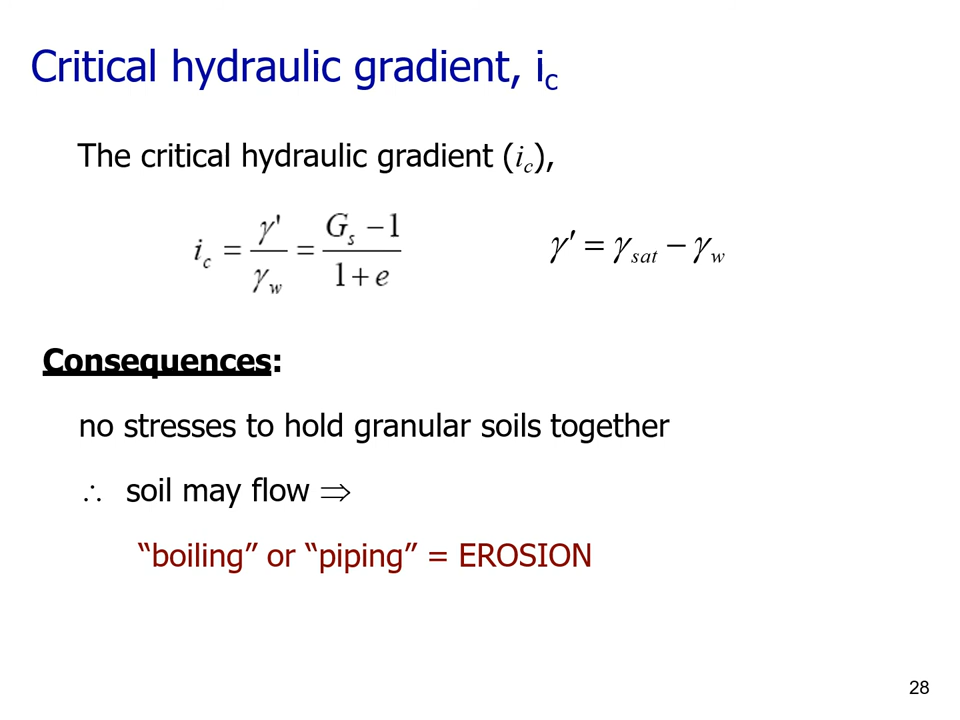 Critical hydraulic gradient, i_c
The critical hydraulic gradient (i_c),
i_c = γ' / γ_w = (G_s − 1) / (1 + e)
γ′ = γ_sat − γ_w
Consequences:
no stresses to hold granular soils together
∴ soil may flow ⇒
“boiling” or “piping” = EROSION
28